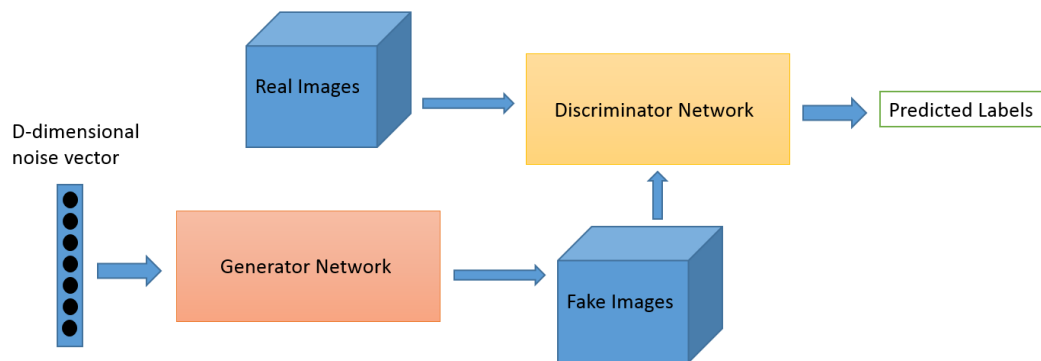 Real Images
Discriminator Network
Predicted Labels
D-dimensional
noise vector
Generator Network
Fake Images